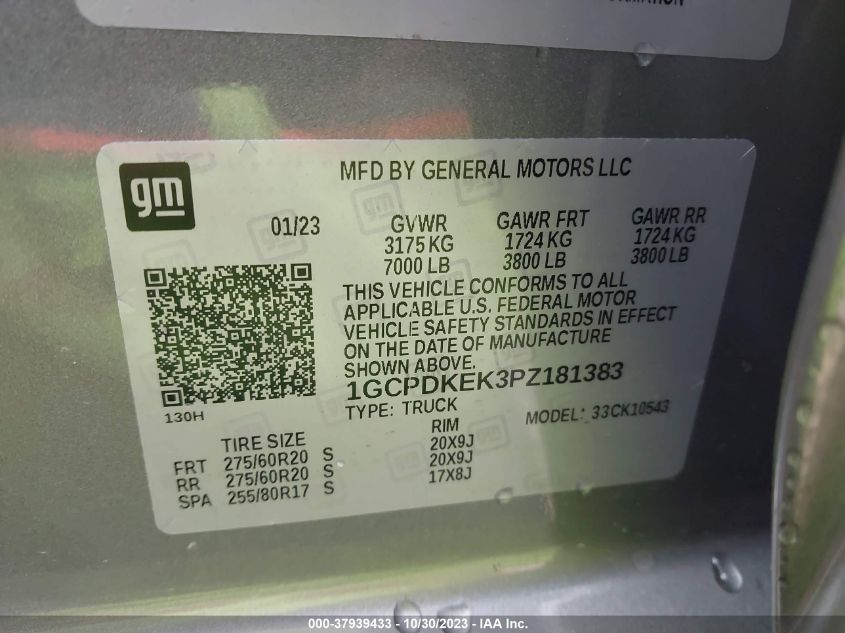 gm
MFD BY GENERAL MOTORS LLC
01/23
GVWR GAWR FRT GAWR RR
3175 KG 1724 KG 1724 KG
7000 LB 3800 LB 3800 LB
THIS VEHICLE CONFORMS TO ALL
APPLICABLE U.S. FEDERAL MOTOR
VEHICLE SAFETY STANDARDS IN EFFECT
ON THE DATE OF MANUFACTURE
SHOWN ABOVE.
1GCPDKEK3PZ181383
130H
TYPE: TRUCK MODEL: 33CK10543
TIRE SIZE RIM
FRT 275/60R20 S 20X9J
RR 275/60R20 S 20X9J
SPA 255/80R17 S 17X8J
000-37939433 - 10/30/2023 - IAA Inc.